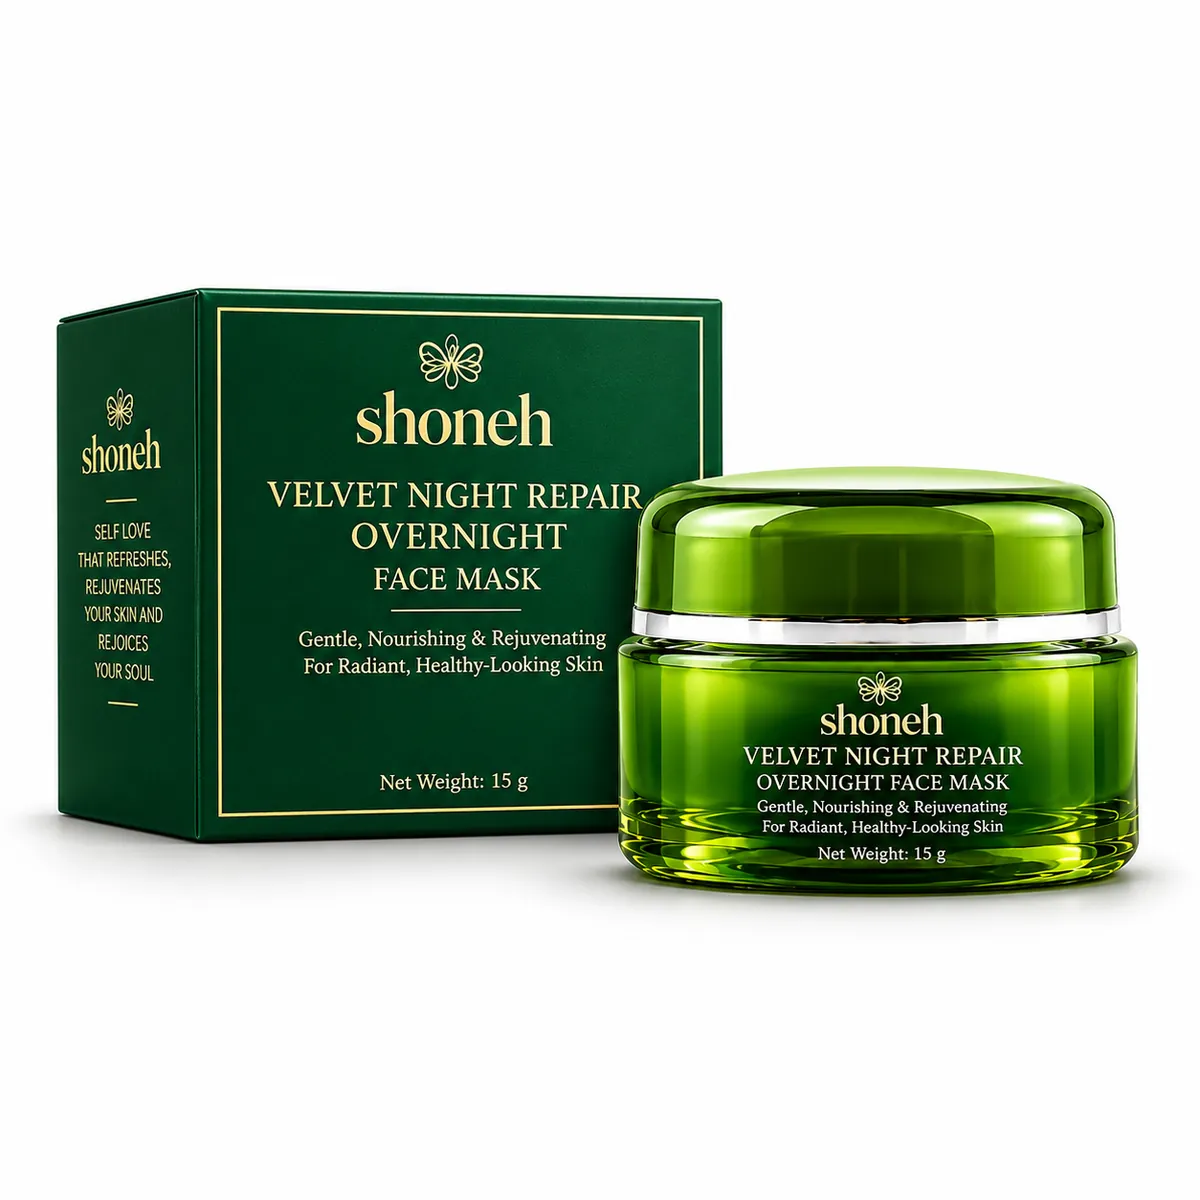 shoneh
SELF LOVE
THAT REFRESHES,
REJUVENATES
YOUR SKIN AND
REJOICES
YOUR SOUL
shoneh
VELVET NIGHT REPAIR
OVERNIGHT
FACE MASK
Gentle, Nourishing & Rejuvenating
For Radiant, Healthy-Looking Skin
Net Weight: 15 g
shoneh
VELVET NIGHT REPAIR
OVERNIGHT FACE MASK
Gentle, Nourishing & Rejuvenating
For Radiant, Healthy-Looking Skin
Net Weight: 15 g